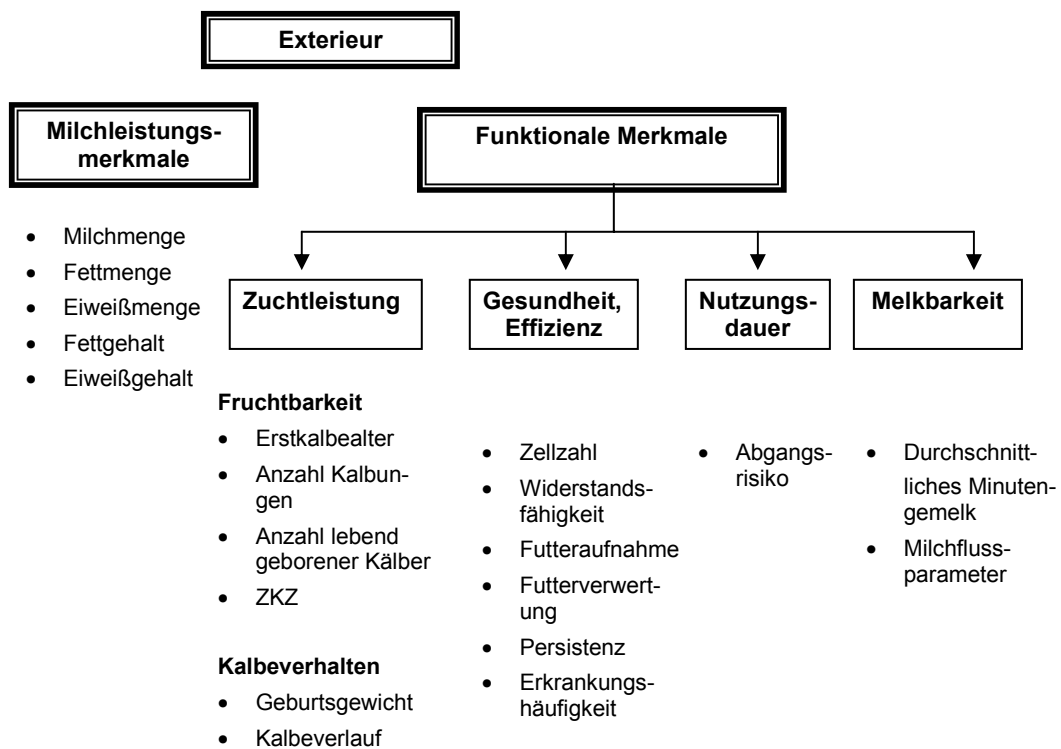 Exterieur
Milchleistungs-
merkmale
Funktionale Merkmale
• Milchmenge
• Fettmenge
• Eiweißmenge
• Fettgehalt
• Eiweißgehalt
Zuchtleistung
Fruchtbarkeit
• Erstkalbealter
• Anzahl Kalbun-
gen
• Anzahl lebend
geborener Kälber
• ZKZ
Kalbeverhalten
• Geburtsgewicht
• Kalbeverlauf
Gesundheit,
Effizienz
• Zellzahl
• Widerstands-
fähigkeit
• Futteraufnahme
• Futterverwert-
ung
• Persistenz
• Erkrankungs-
häufigkeit
Nutzungs-
dauer
• Abgangs-
risiko
Melkbarkeit
• Durchschnitt-
liches Minuten-
gemelk
• Milchfluss-
parameter